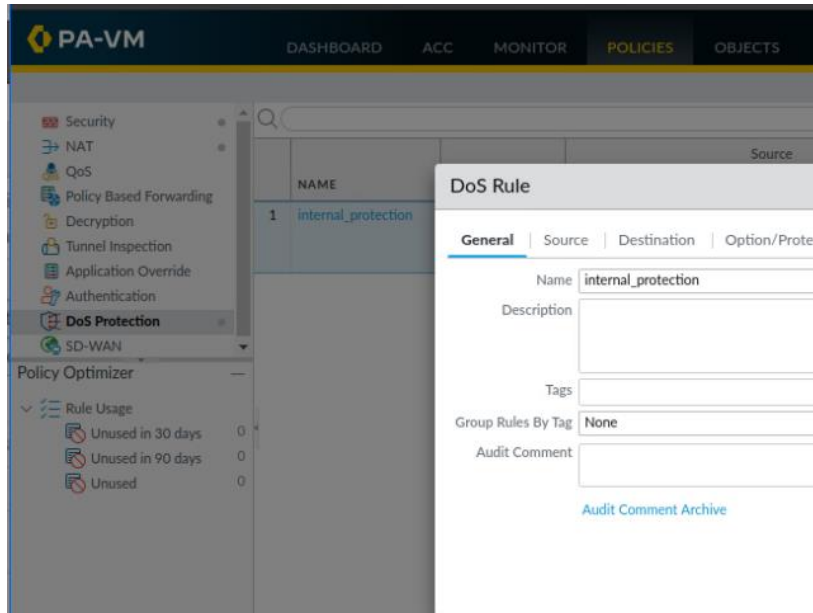 PA-VM
DASHBOARD ACC MONITOR POLICIES OBJECTS
Security
NAT
QoS
Policy Based Forwarding
Decryption
Tunnel Inspection
Application Override
Authentication
DoS Protection
SD-WAN
Policy Optimizer
Rule Usage
Unused in 30 days 0
Unused in 90 days 0
Unused 0
Source
NAME
1 internal_protection
DoS Rule
General Source Destination Option/Prote
Name internal_protection
Description
Tags
Group Rules By Tag None
Audit Comment
Audit Comment Archive